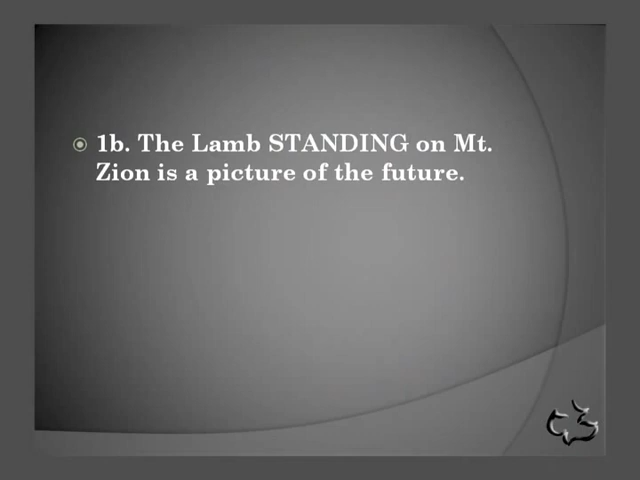 1b. The Lamb STANDING on Mt.
Zion is a picture of the future.